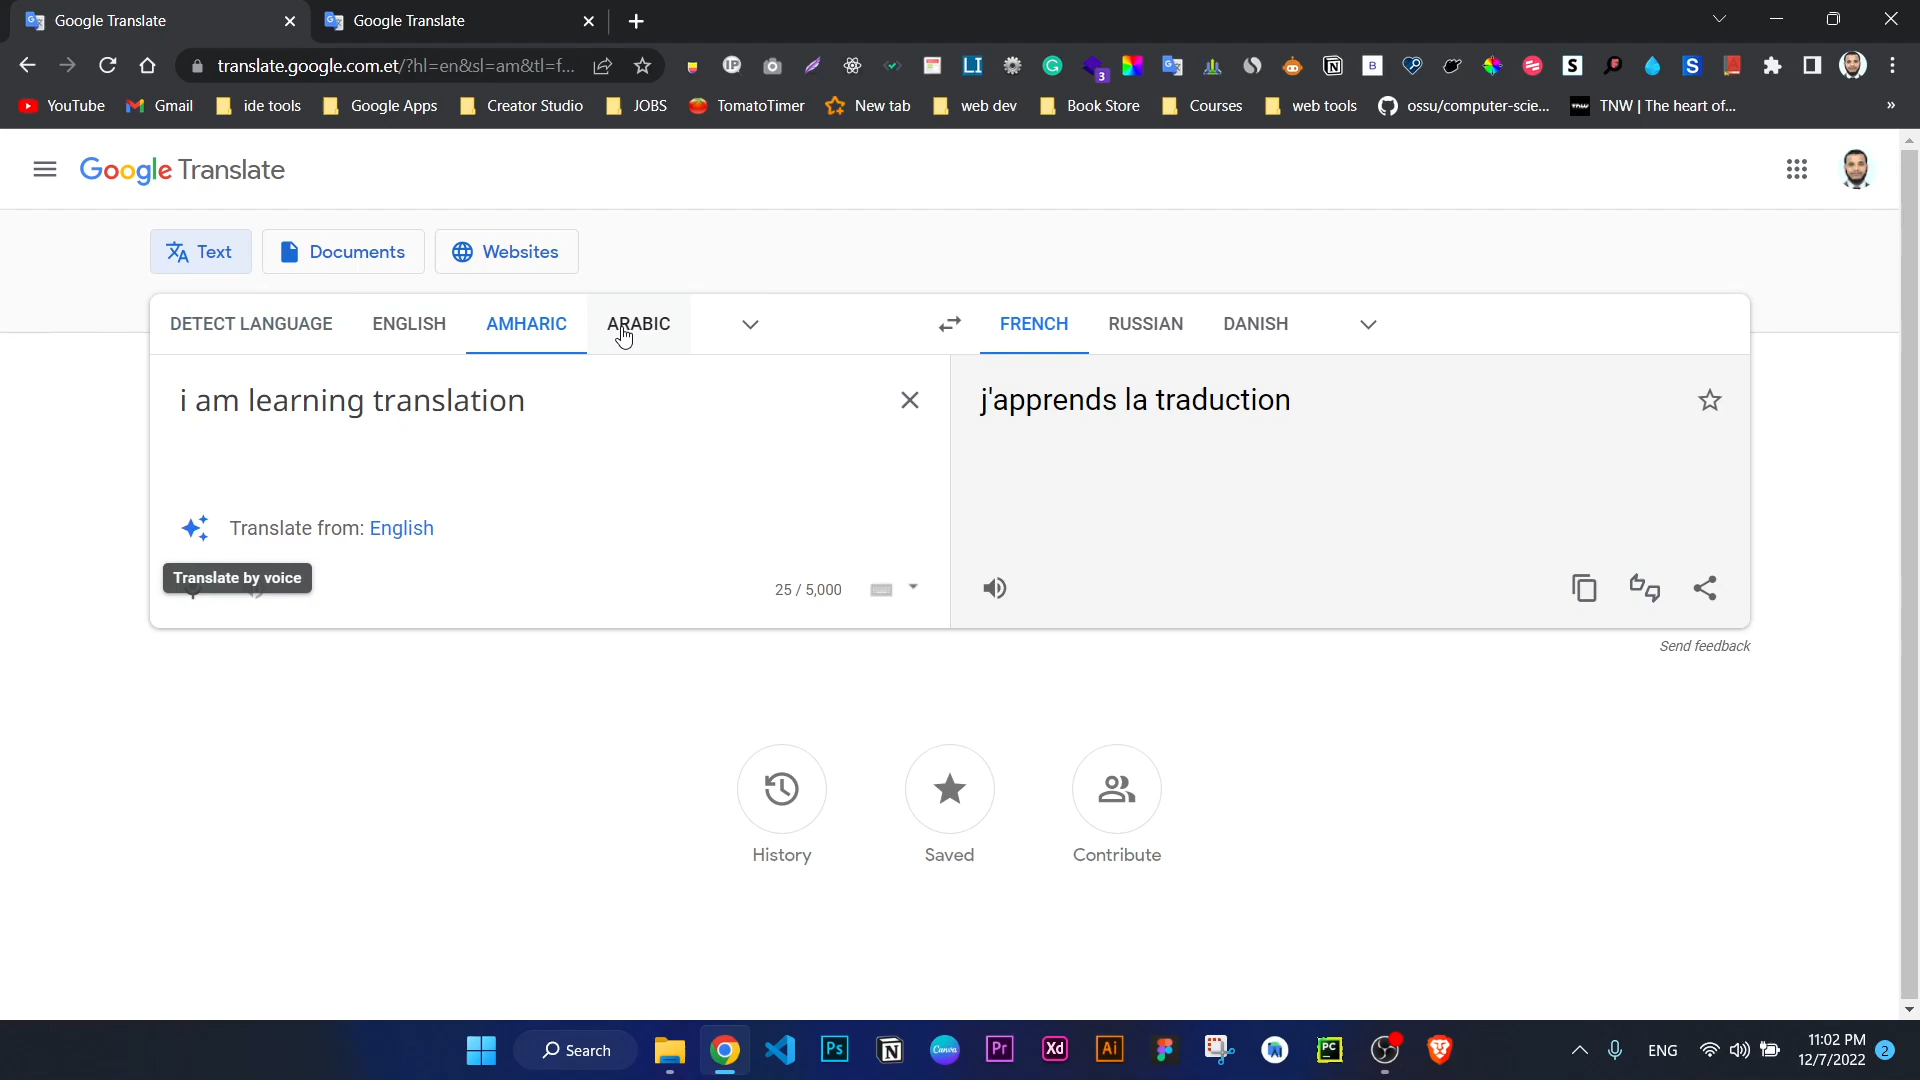 Google Translate
Google Translate
translate.google.com.et/?hl=en&sl=am&tl=f...
YouTube
Gmail
ide tools
Google Apps
Creator Studio
JOBS
TomatoTimer
New tab
web dev
Book Store
Courses
web tools
ossu/computer-scie...
TNW | The heart of...
Google Translate
Text
Documents
Websites
DETECT LANGUAGE
ENGLISH
AMHARIC
ARABIC
FRENCH
RUSSIAN
DANISH
i am learning translation
j'apprends la traduction
Translate from: English
Translate by voice
25 / 5,000
Send feedback
History
Saved
Contribute
Search
ENG
11:02 PM
12/7/2022
2